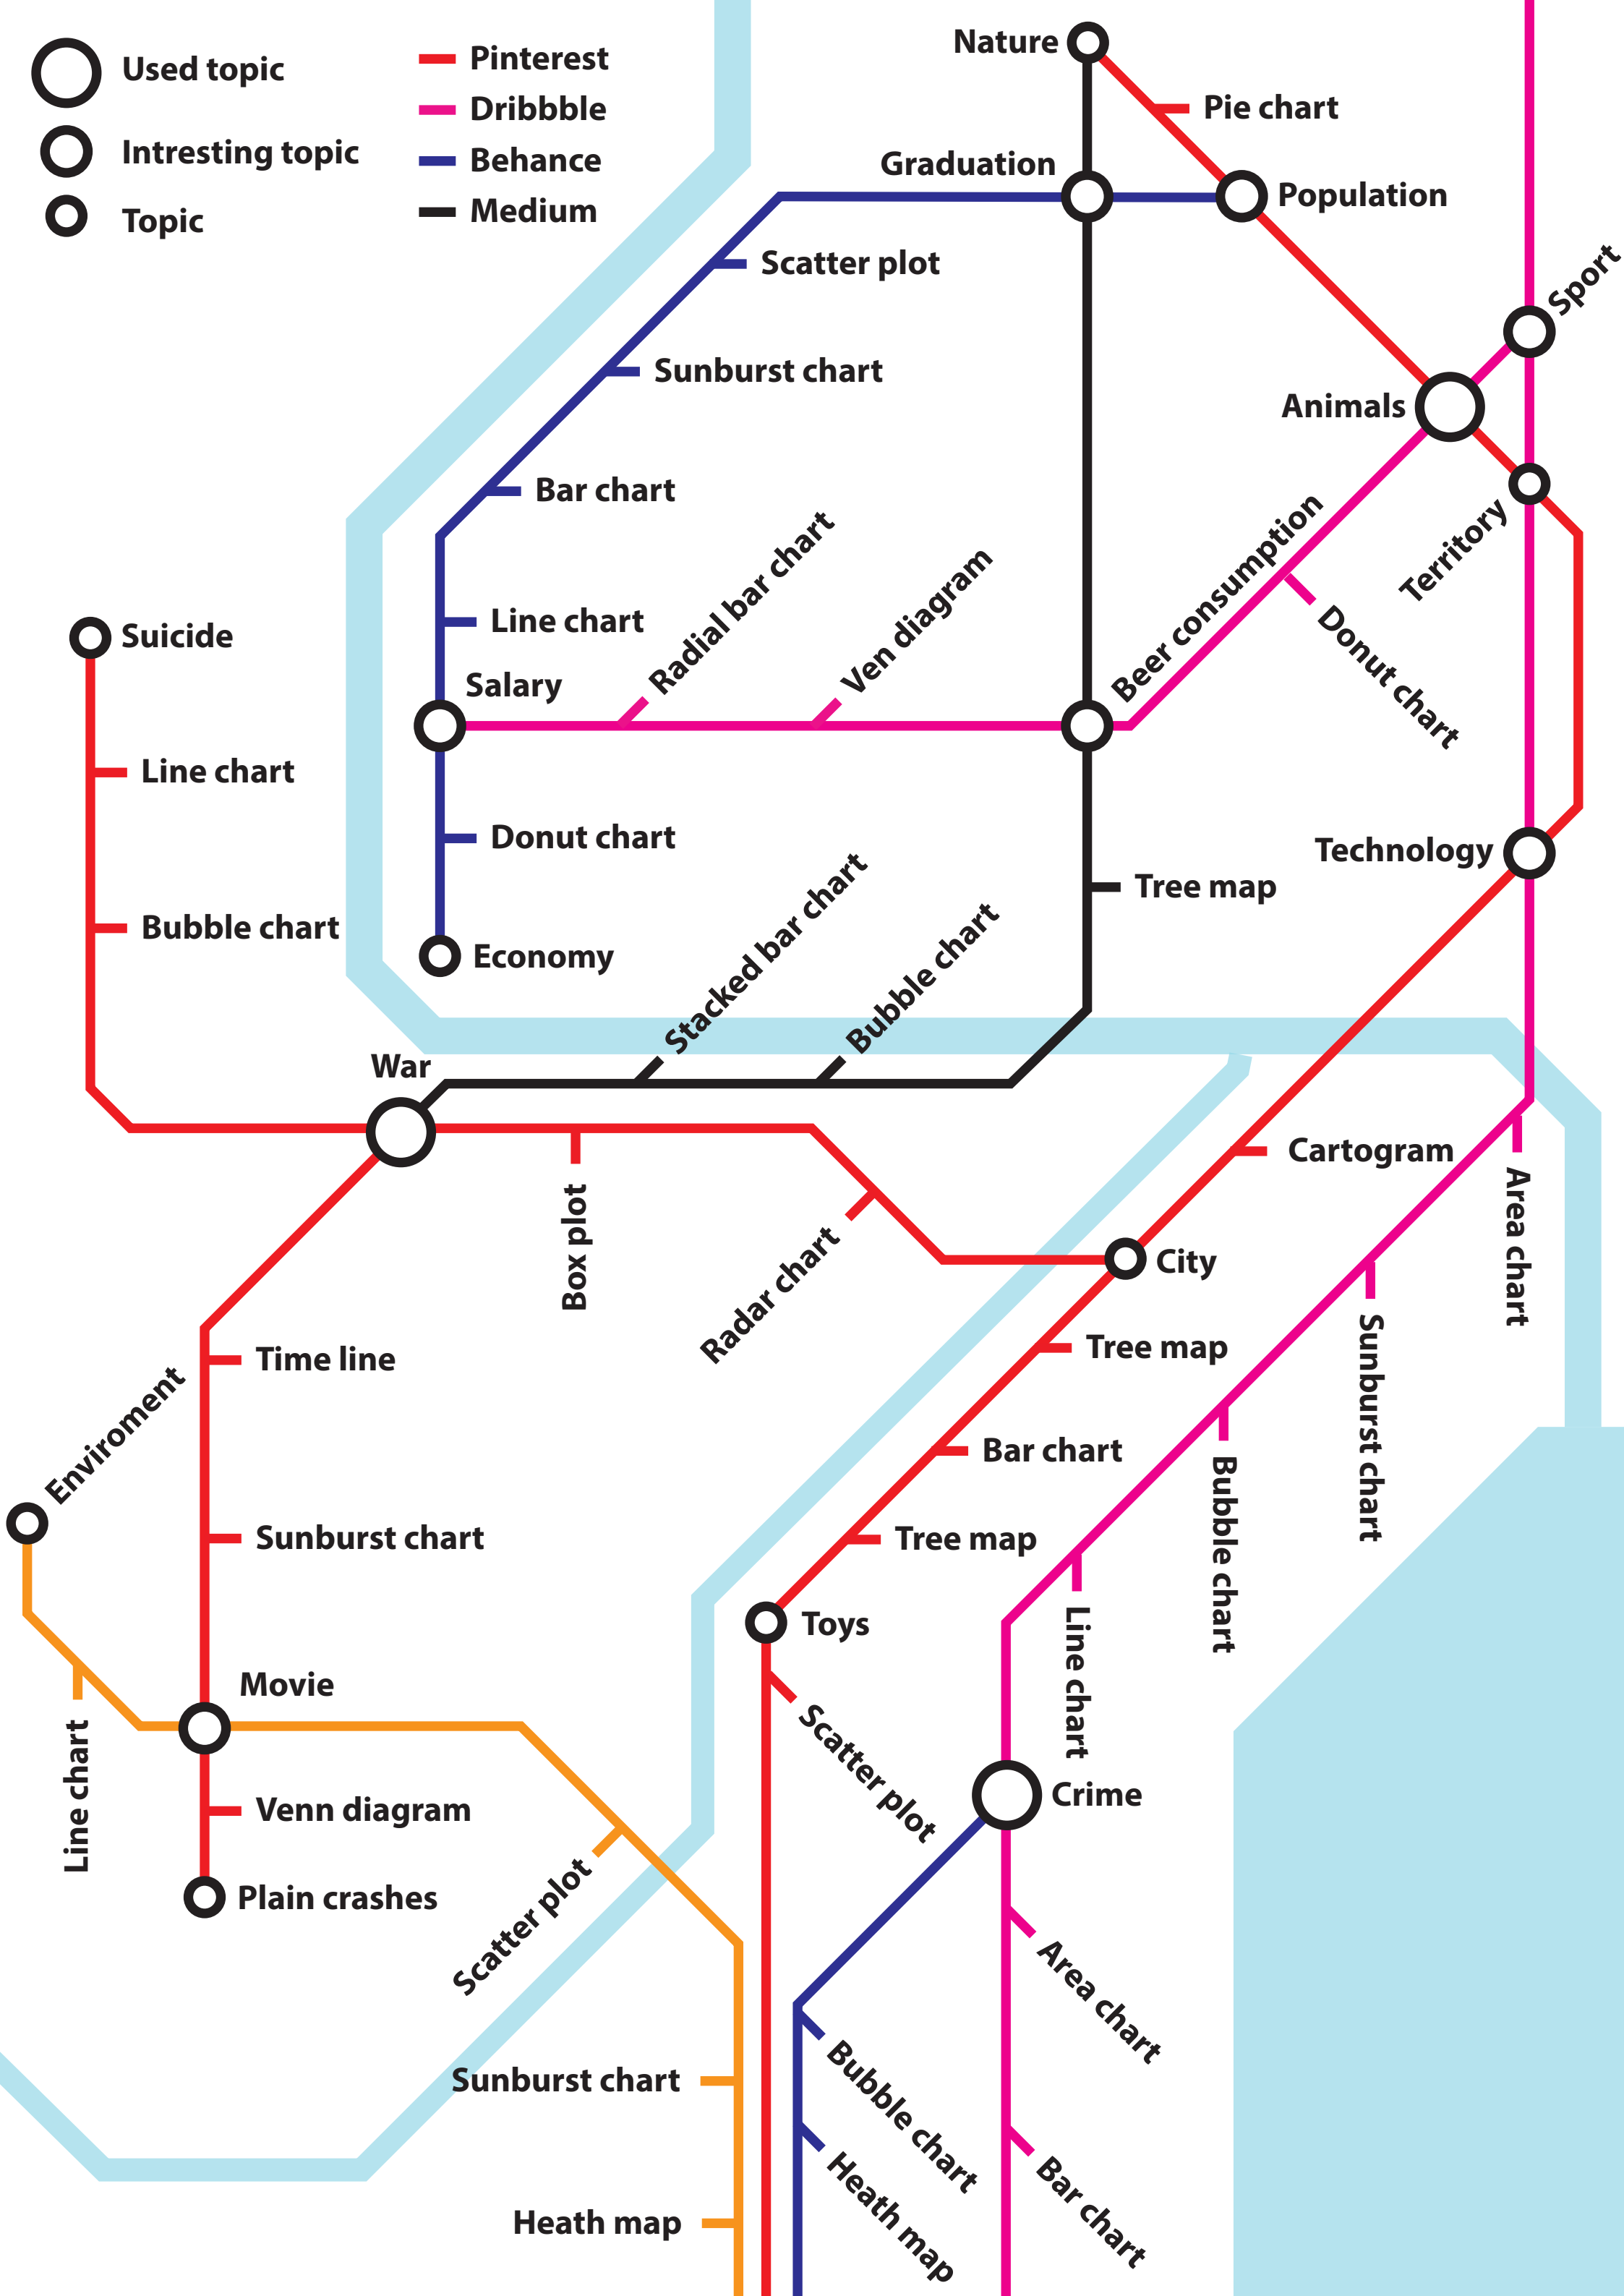 Used topic
Intresting topic
Topic
Pinterest
Dribbble
Behance
Medium
Nature
Pie chart
Graduation
Population
Scatter plot
Sport
Sunburst chart
Animals
Bar chart
Territory
Radial bar chart
Ven diagram
Beer consumption
Donut chart
Line chart
Suicide
Salary
Line chart
Donut chart
Technology
Tree map
Bubble chart
Economy
Stacked bar chart
Bubble chart
War
Cartogram
Area chart
Box plot
Radar chart
City
Tree map
Time line
Sunburst chart
Enviroment
Bar chart
Bubble chart
Sunburst chart
Tree map
Toys
Line chart
Movie
Scatter plot
Crime
Line chart
Venn diagram
Plain crashes
Scatter plot
Area chart
Sunburst chart
Bubble chart
Heath map
Heath map
Bar chart